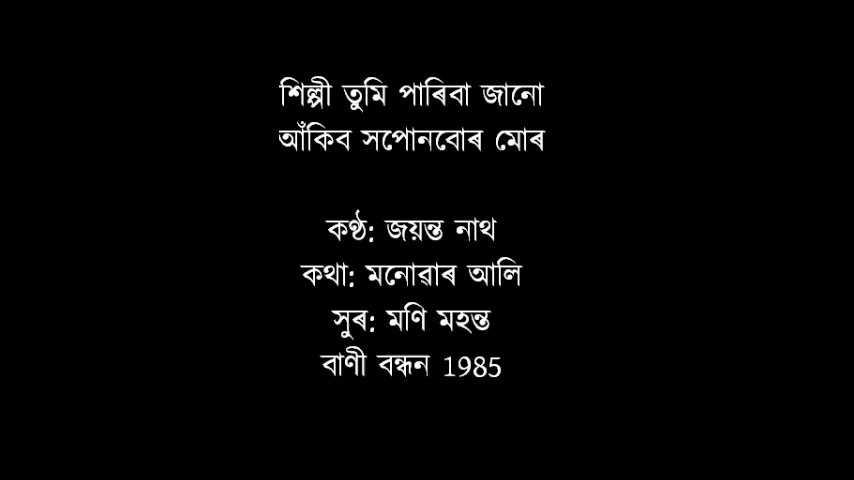 শিল্পী তুমি পাৰিবা জানো
আঁকিব সপোনবোৰ মোৰ
কণ্ঠ: জয়ন্ত নাথ
কথা: মনোৱাৰ আলি
সুৰ: মণি মহন্ত
বাণী বন্ধন 1985